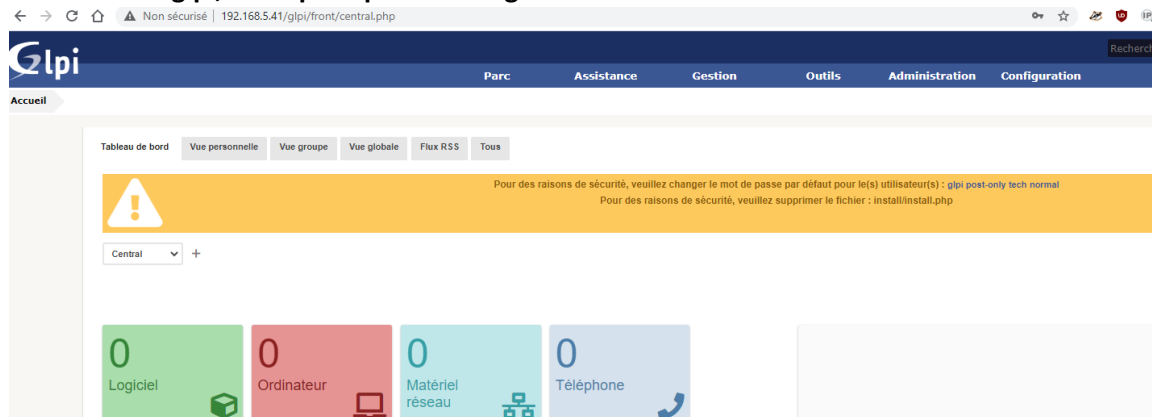 Non sécurisé | 192.168.5.41/glpi/front/central.php
Glpi
Recherch
Parc Assistance Gestion Outils Administration Configuration
Accueil
Tableau de bord Vue personnelle Vue groupe Vue globale Flux RSS Tous
Pour des raisons de sécurité, veuillez changer le mot de passe par défaut pour le(s) utilisateur(s) : glpi post-only tech normal
Pour des raisons de sécurité, veuillez supprimer le fichier : install/install.php
Central
0
Logiciel
0
Ordinateur
0
Matériel
réseau
0
Téléphone